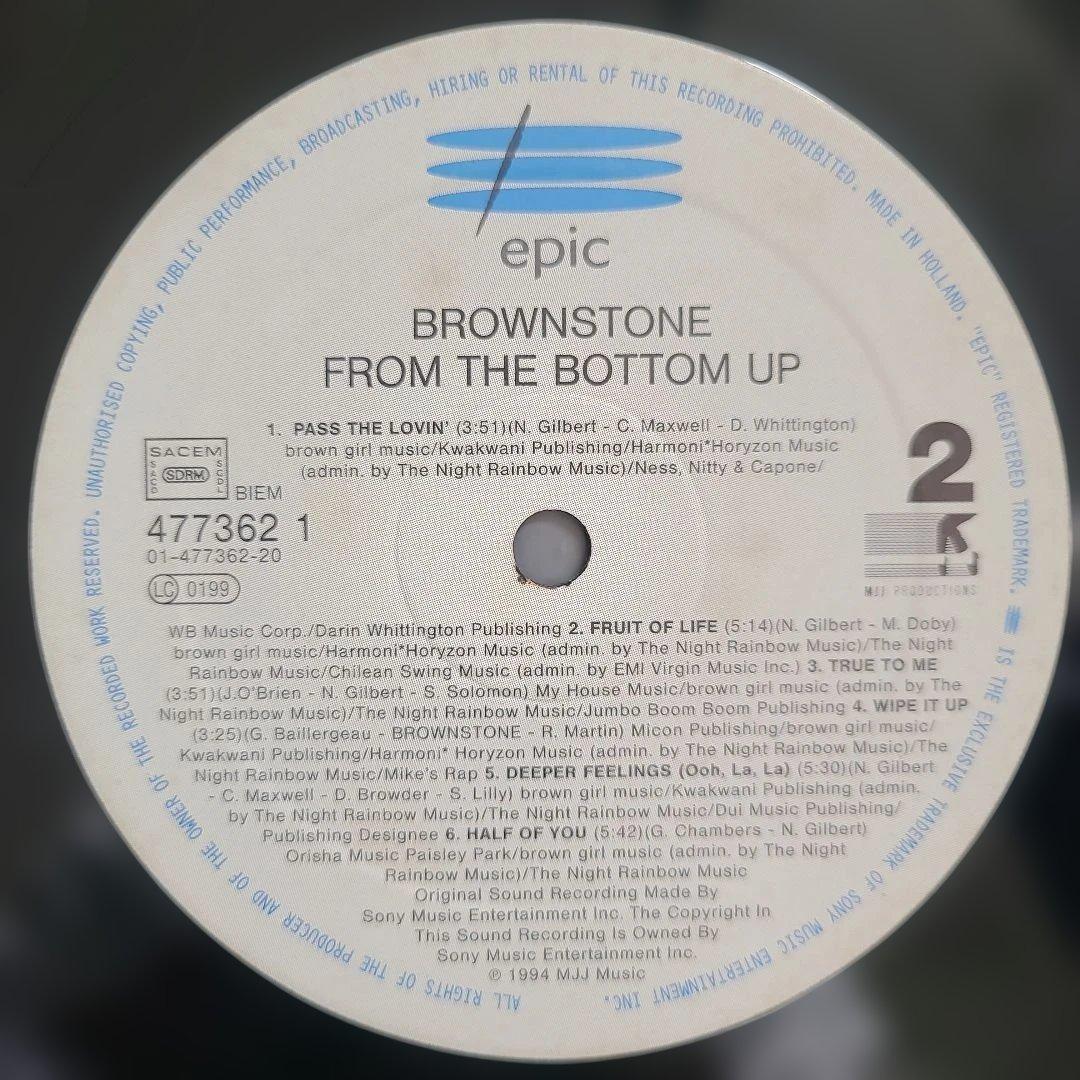 ALL RIGHTS OF THE PRODUCER AND OF THE OWNER OF THE RECORDED WORK RESERVED. UNAUTHORISED COPYING, PUBLIC PERFORMANCE, BROADCASTING, HIRING OR RENTAL OF THIS RECORDING PROHIBITED. MADE IN HOLLAND. "EPIC" REGISTERED TRADEMARK. IS THE EXCLUSIVE TRADEMARK OF SONY MUSIC ENTERTAINMENT INC.
epic
BROWNSTONE
FROM THE BOTTOM UP
1. PASS THE LOVIN' (3:51)(N. Gilbert - C. Maxwell - D. Whittington)
brown girl music/Kwakwani Publishing/Harmoni*Horyzon Music
(admin. by The Night Rainbow Music)/Ness, Nitty & Capone/
SACEM
SACD
SDRM
SCDL
BIEM
477362 1
01-477362-20
LC 0199
2
MJJ PRODUCTIONS
WB Music Corp./Darin Whittington Publishing 2. FRUIT OF LIFE (5:14)(N. Gilbert - M. Doby)
brown girl music/Harmoni*Horyzon Music (admin. by The Night Rainbow Music)/The Night
Rainbow Music/Chilean Swing Music (admin. by EMI Virgin Music Inc.) 3. TRUE TO ME
(3:51)(J.O'Brien - N. Gilbert - S. Solomon) My House Music/brown girl music (admin. by The
Night Rainbow Music)/The Night Rainbow Music/Jumbo Boom Boom Publishing 4. WIPE IT UP
(3:25)(G. Baillergeau - BROWNSTONE - R. Martin) Micon Publishing/brown girl music/
Kwakwani Publishing/Harmoni* Horyzon Music (admin. by The Night Rainbow Music)/The
Night Rainbow Music/Mike's Rap 5. DEEPER FEELINGS (Ooh, La, La) (5:30)(N. Gilbert
- C. Maxwell - D. Browder - S. Lilly) brown girl music/Kwakwani Publishing (admin.
by The Night Rainbow Music)/The Night Rainbow Music/Dui Music Publishing/
Publishing Designee 6. HALF OF YOU (5:42)(G. Chambers - N. Gilbert)
Orisha Music Paisley Park/brown girl music (admin. by The Night
Rainbow Music)/The Night Rainbow Music
Original Sound Recording Made By
Sony Music Entertainment Inc. The Copyright In
This Sound Recording Is Owned By
Sony Music Entertainment Inc.
℗ 1994 MJJ Music